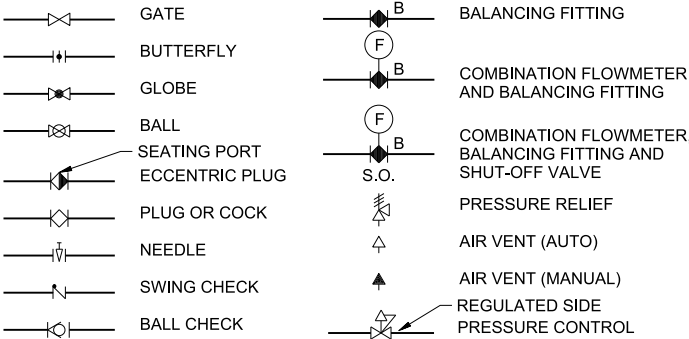 GATE
BUTTERFLY
GLOBE
BALL
SEATING PORT
ECCENTRIC PLUG
PLUG OR COCK
NEEDLE
SWING CHECK
BALL CHECK
B
BALANCING FITTING
F
B
COMBINATION FLOWMETER
AND BALANCING FITTING
F
B
S.O.
COMBINATION FLOWMETER,
BALANCING FITTING AND
SHUT-OFF VALVE
PRESSURE RELIEF
AIR VENT (AUTO)
AIR VENT (MANUAL)
REGULATED SIDE
PRESSURE CONTROL